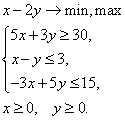 x − 2y → min, max
5x + 3y ≥ 30,
x − y ≤ 3,
−3x + 5y ≤ 15,
x ≥ 0, y ≥ 0.